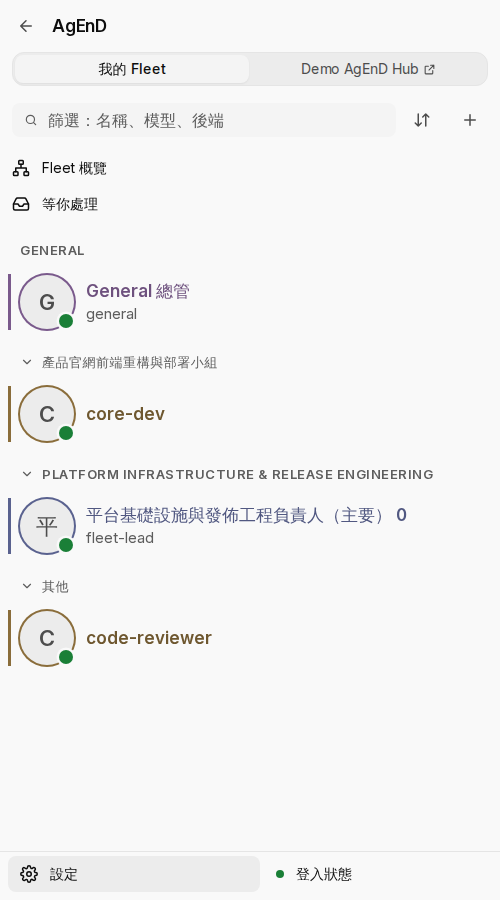 AgEnD
我的 Fleet
Demo AgEnD Hub
篩選：名稱、模型、後端
Fleet 概覽
等你處理
GENERAL
G
General 總管
general
產品官網前端重構與部署小組
C
core-dev
PLATFORM INFRASTRUCTURE & RELEASE ENGINEERING
平
平台基礎設施與發佈工程負責人（主要） 0
fleet-lead
其他
C
code-reviewer
設定
登入狀態